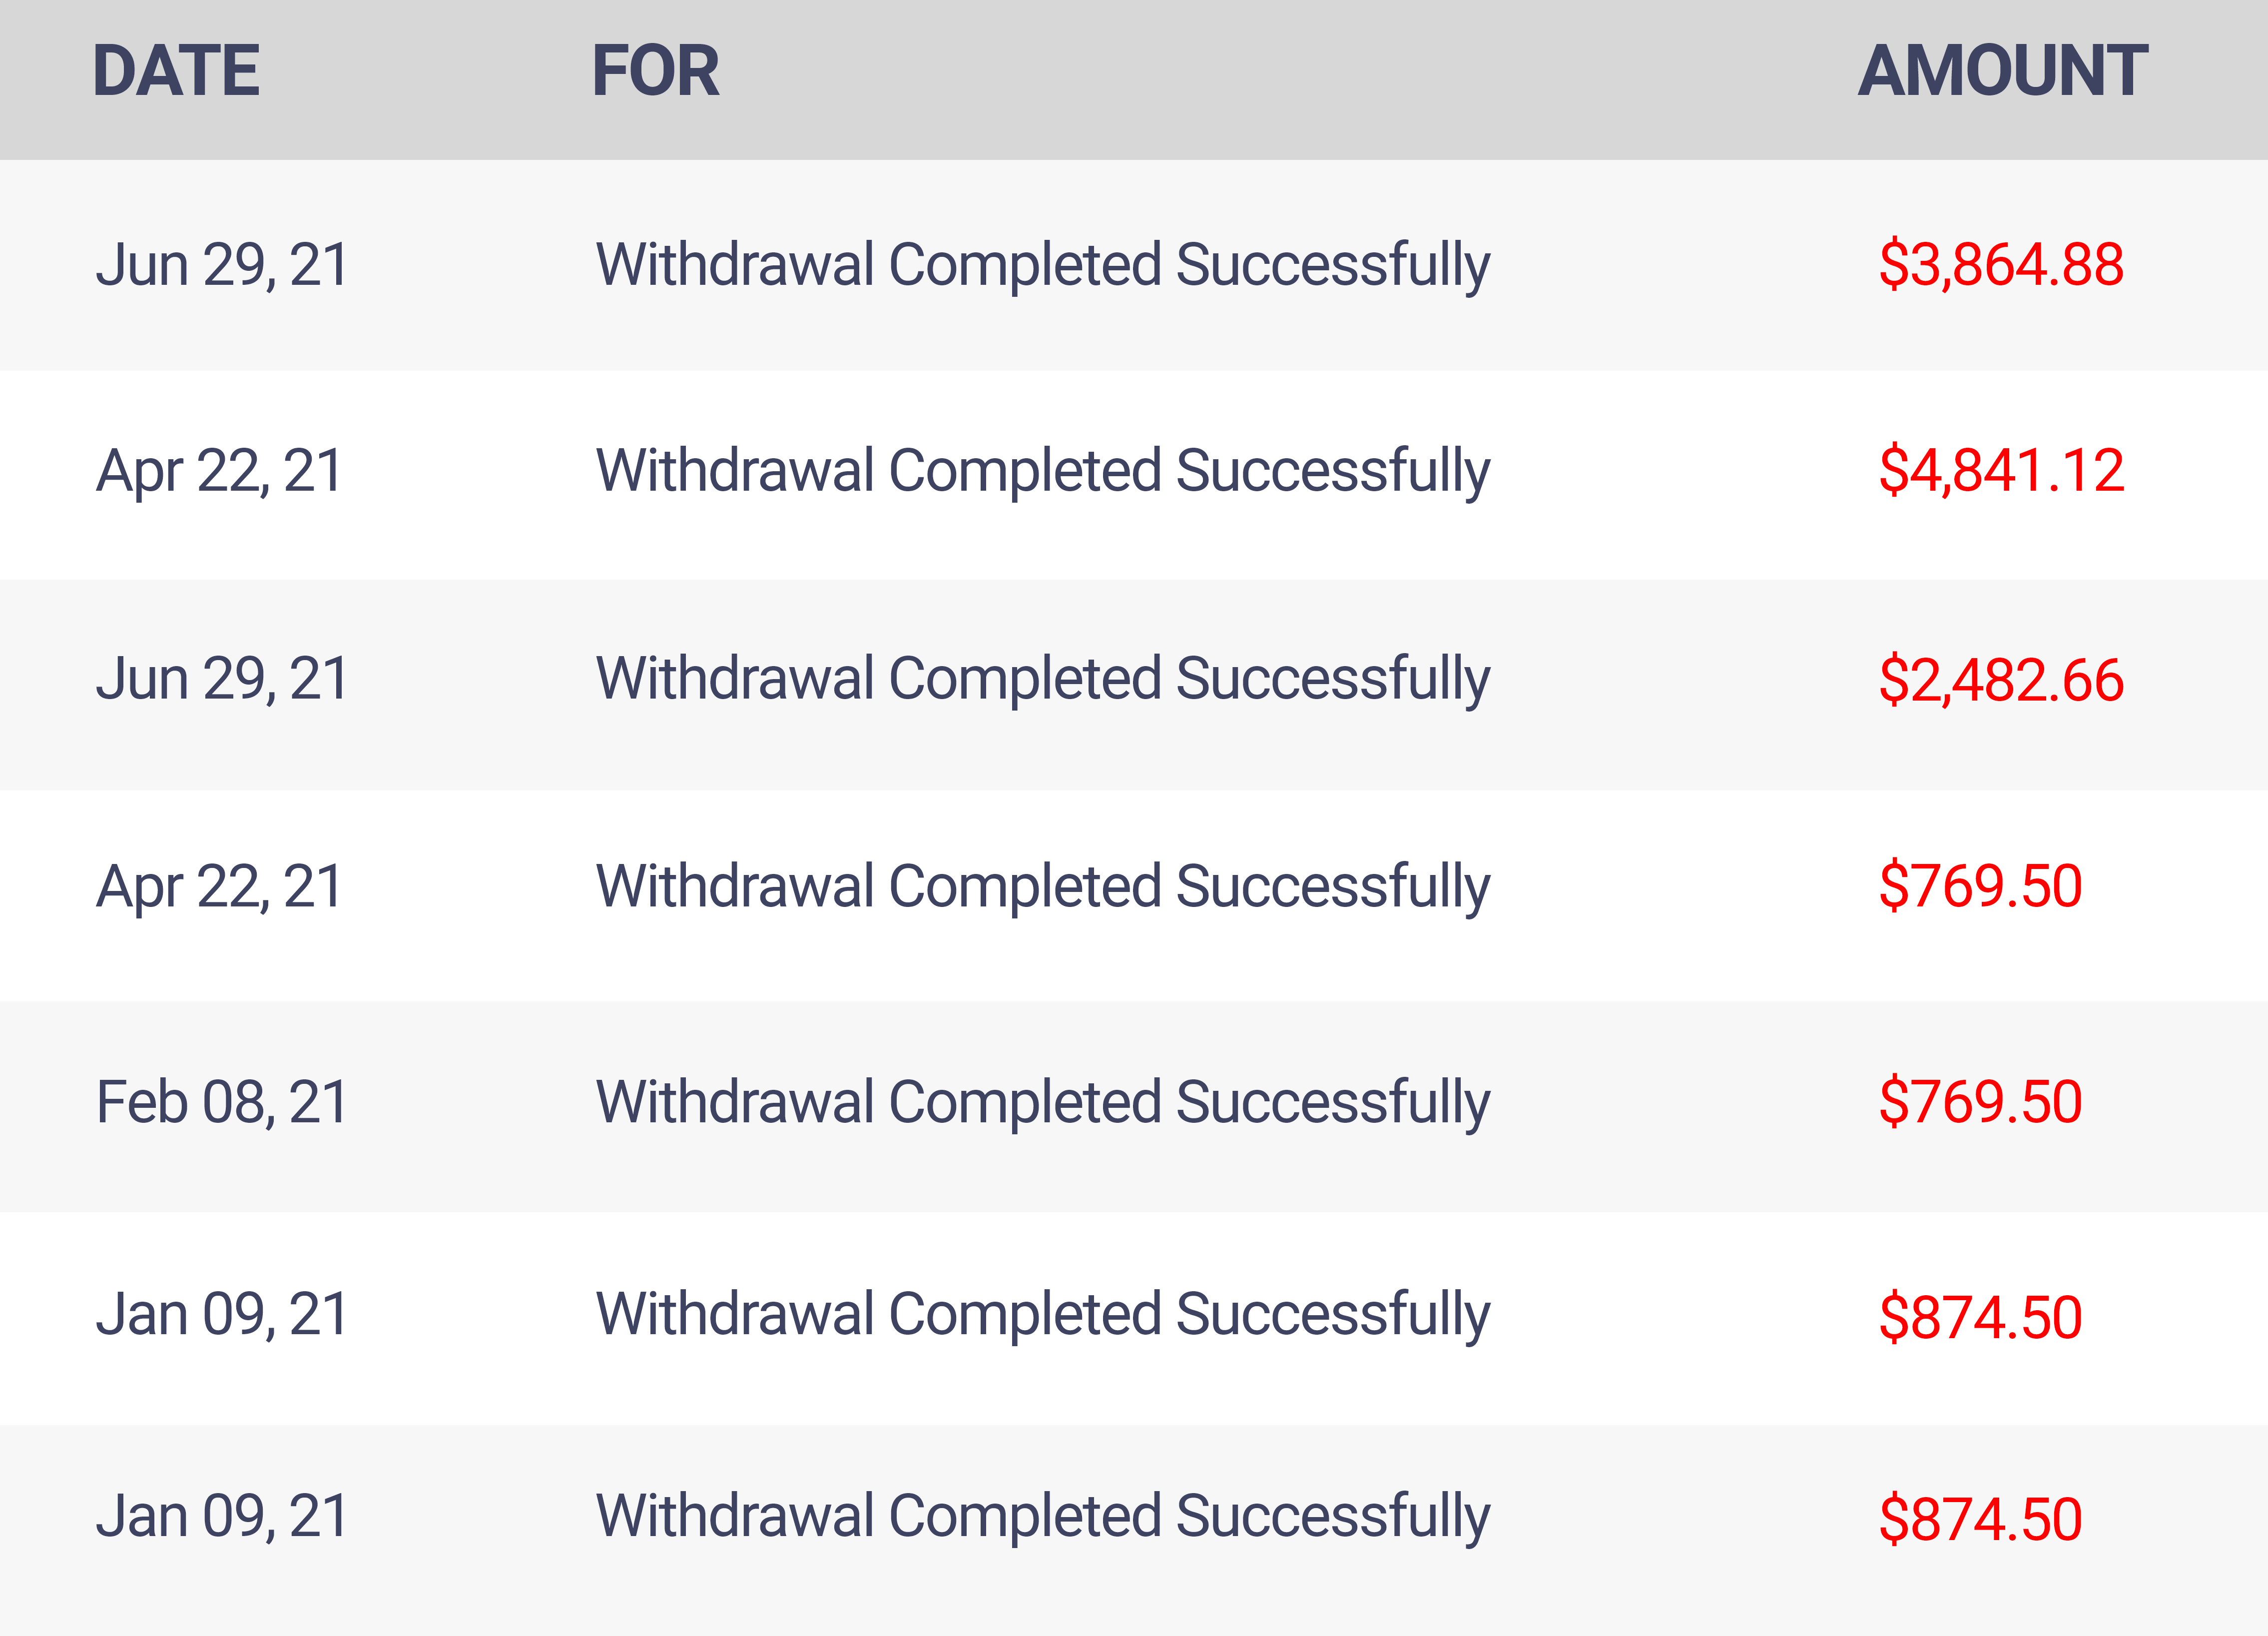 DATE FOR AMOUNT
Jun 29, 21 Withdrawal Completed Successfully $3,864.88
Apr 22, 21 Withdrawal Completed Successfully $4,841.12
Jun 29, 21 Withdrawal Completed Successfully $2,482.66
Apr 22, 21 Withdrawal Completed Successfully $769.50
Feb 08, 21 Withdrawal Completed Successfully $769.50
Jan 09, 21 Withdrawal Completed Successfully $874.50
Jan 09, 21 Withdrawal Completed Successfully $874.50